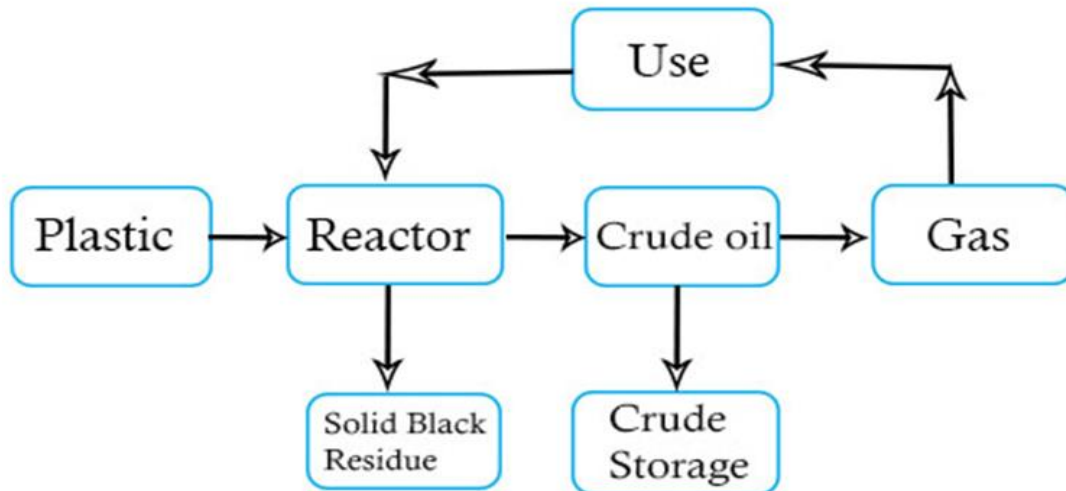 Use
Plastic
Reactor
Crude oil
Gas
Solid Black
Residue
Crude
Storage